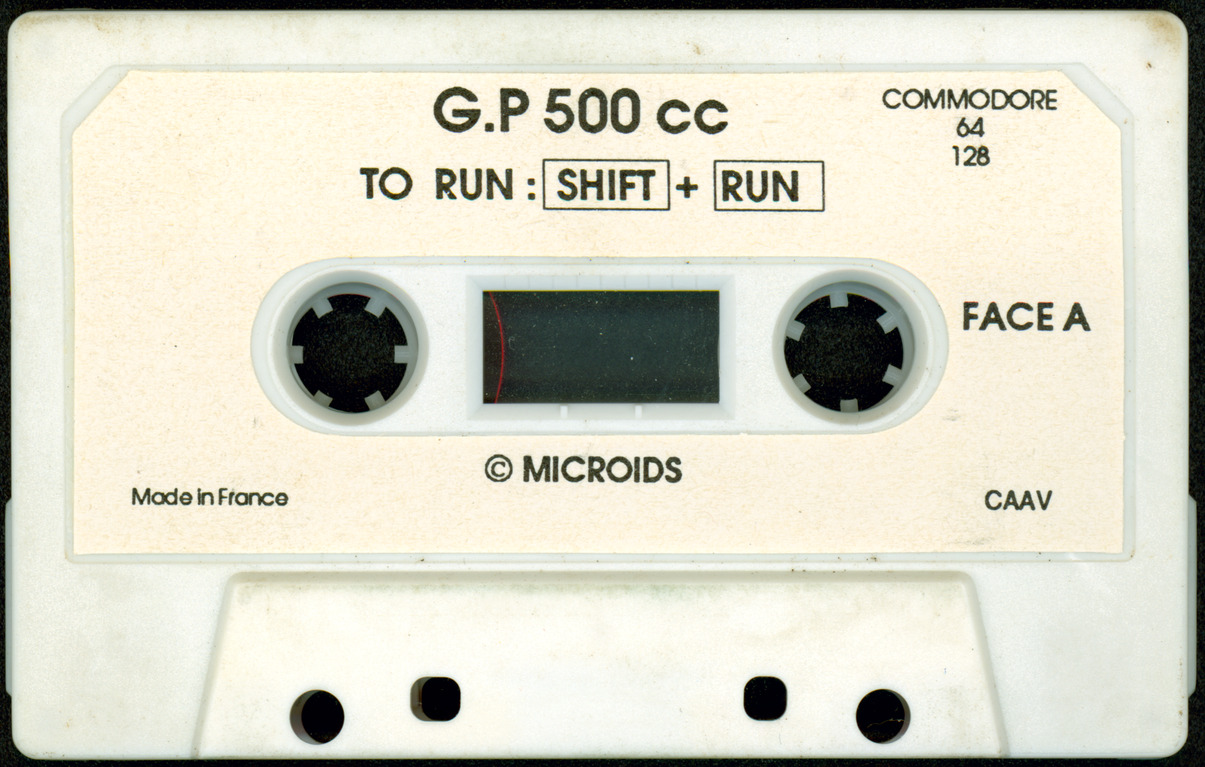 G.P 500 cc
COMMODORE
64
128
TO RUN : SHIFT + RUN
FACE A
© MICROIDS
Made in France
CAAV